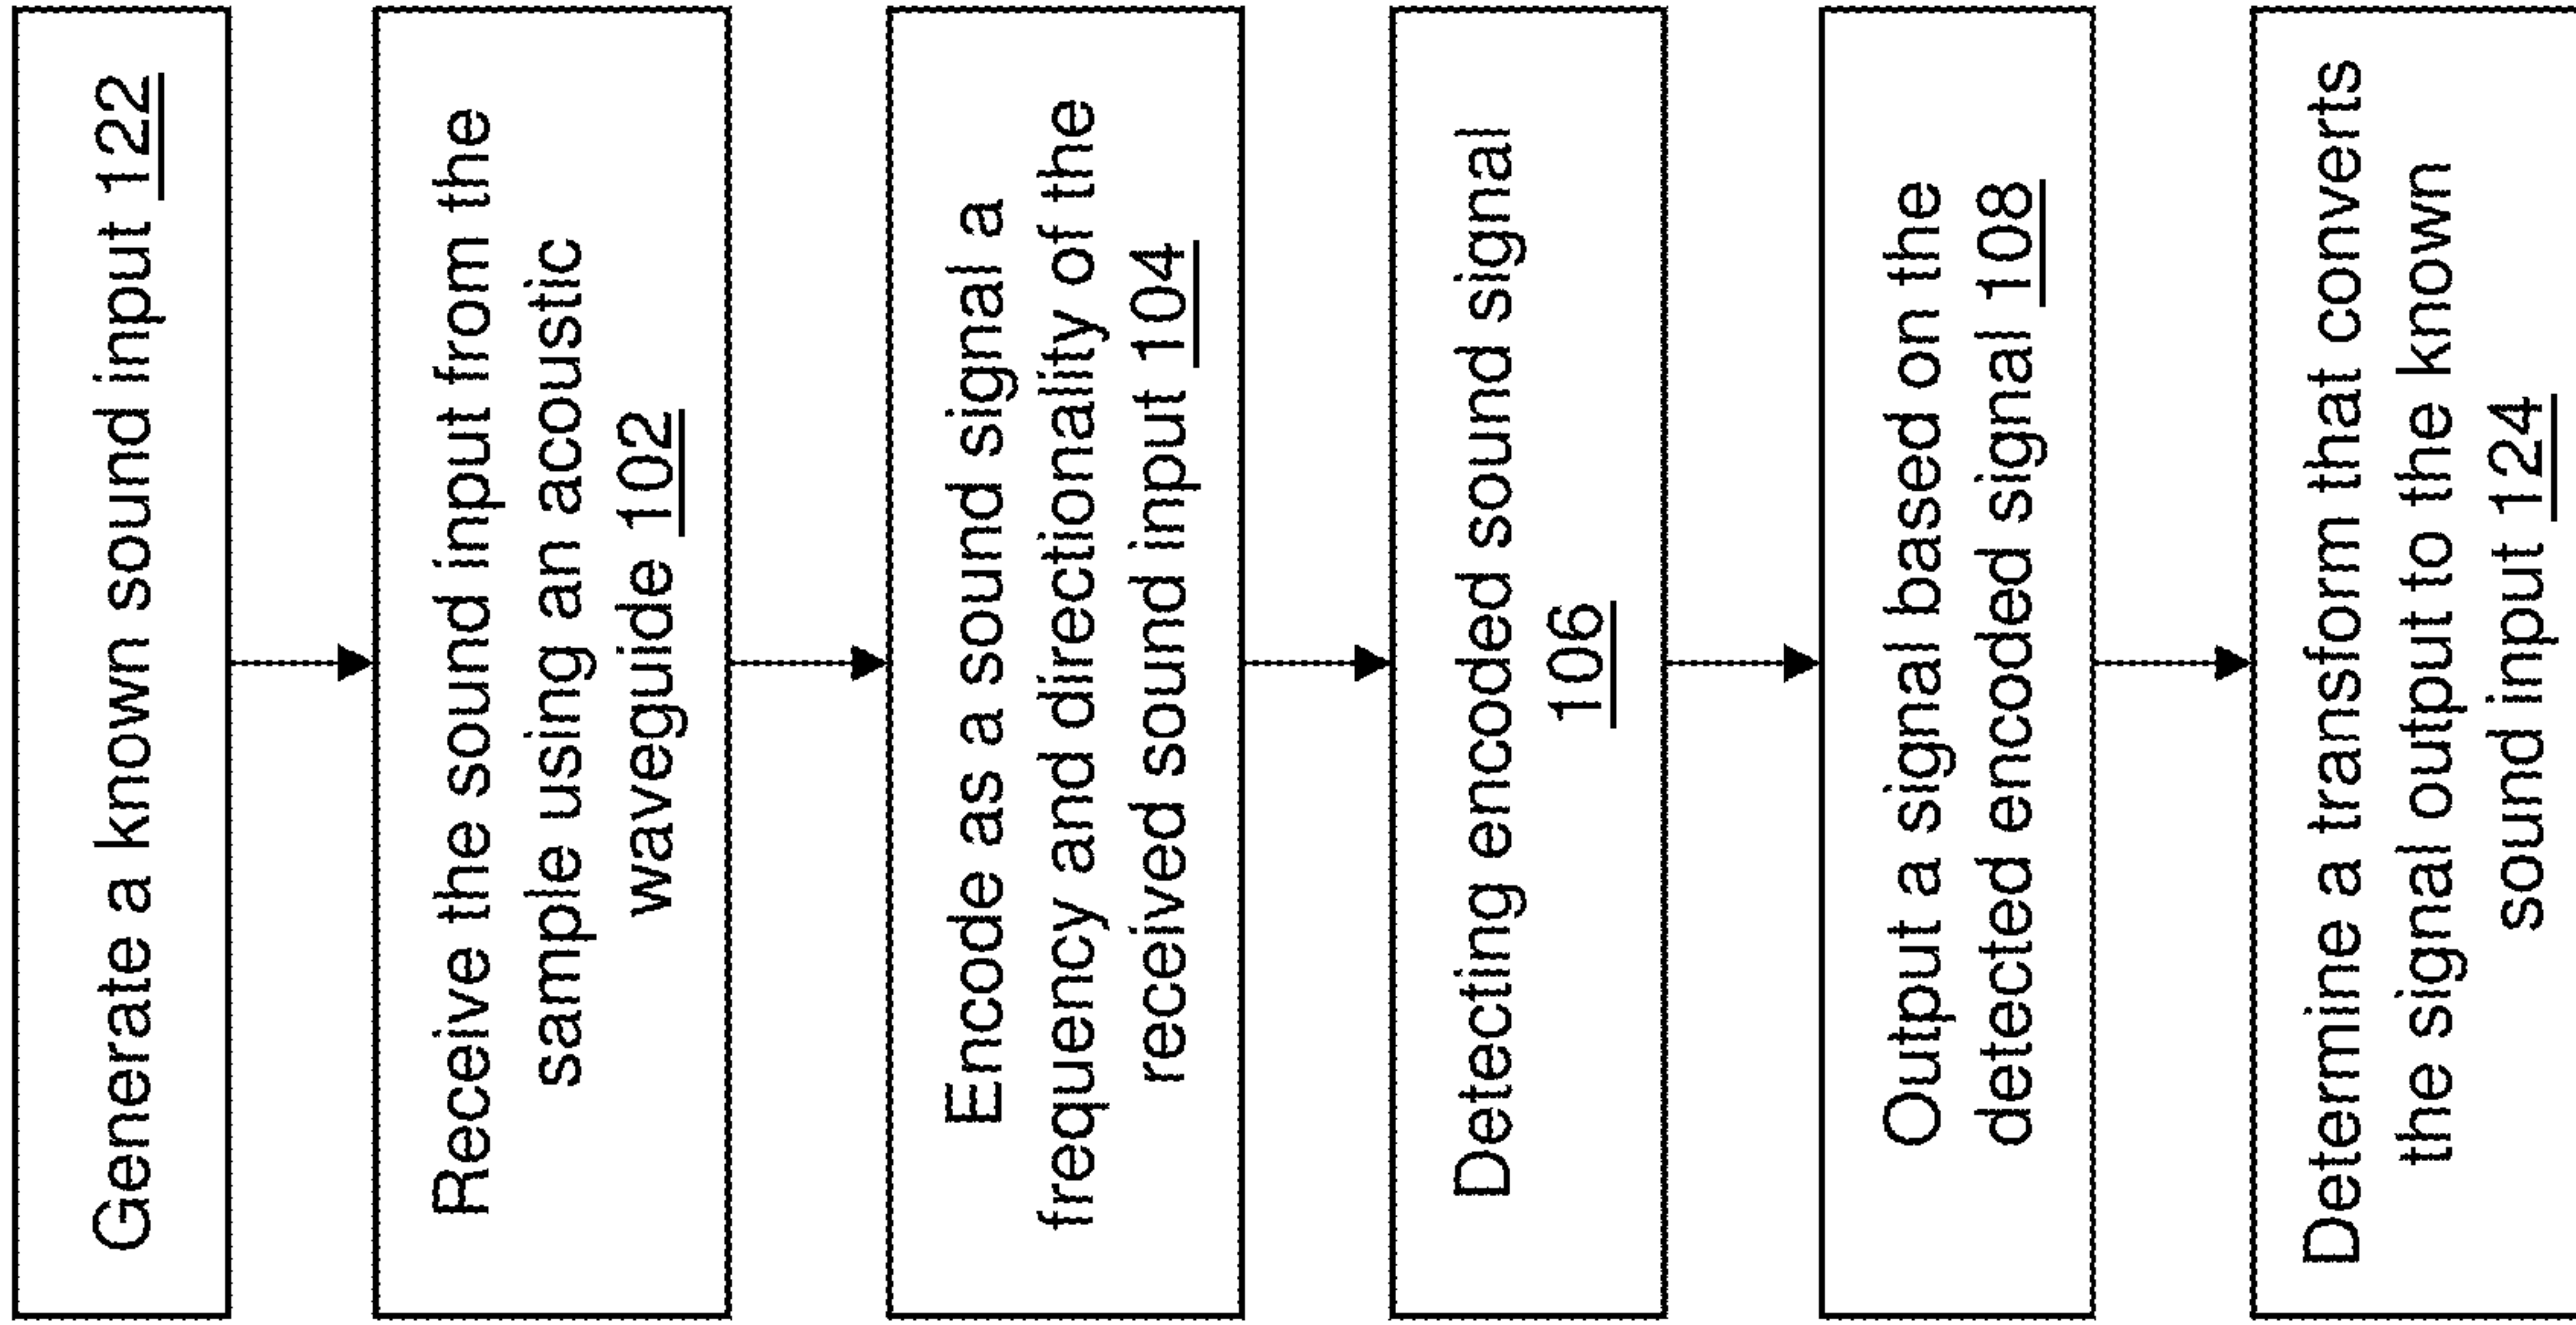 Generate a known sound input 122
Receive the sound input from the
sample using an acoustic
waveguide 102
Encode as a sound signal a
frequency and directionality of the
received sound input 104
Detecting encoded sound signal
106
Output a signal based on the
detected encoded signal 108
Determine a transform that converts
the signal output to the known
sound input 124